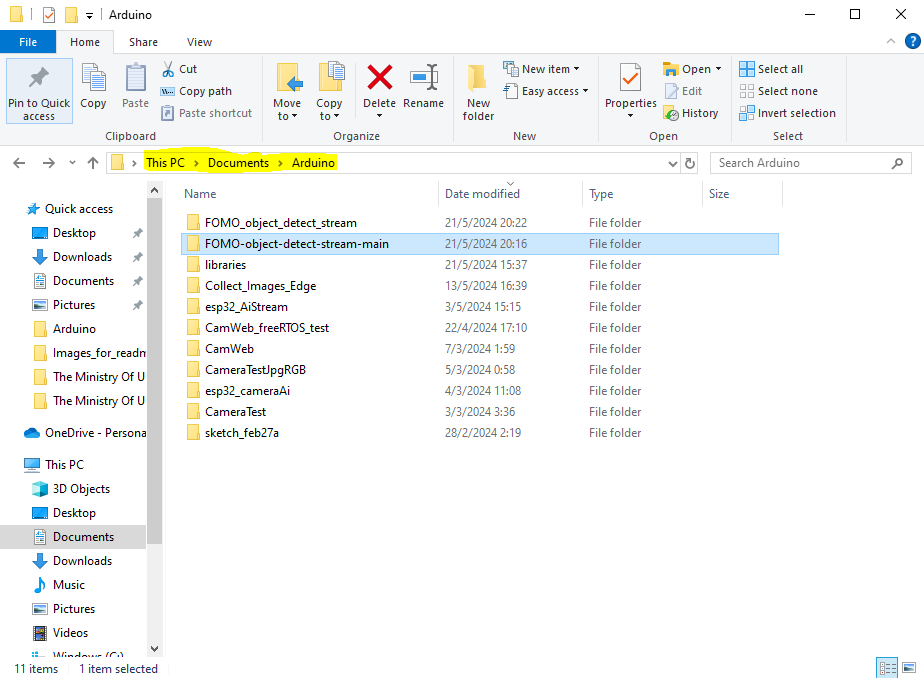 Arduino
File Home Share View
Pin to Quick access
Copy
Paste
Cut
Copy path
Paste shortcut
Clipboard
Move to
Copy to
Delete
Rename
Organize
New folder
New item
Easy access
New
Properties
Open
Edit
History
Open
Select all
Select none
Invert selection
Select
This PC > Documents > Arduino
Search Arduino
Quick access
Desktop
Downloads
Documents
Pictures
Arduino
Images_for_readm
The Ministry Of U
The Ministry Of U
OneDrive - Persona
This PC
3D Objects
Desktop
Documents
Downloads
Music
Pictures
Videos
Windows (C:)
Name Date modified Type Size
FOMO_object_detect_stream 21/5/2024 20:22 File folder
FOMO-object-detect-stream-main 21/5/2024 20:16 File folder
libraries 21/5/2024 15:37 File folder
Collect_Images_Edge 13/5/2024 16:39 File folder
esp32_AiStream 3/5/2024 15:15 File folder
CamWeb_freeRTOS_test 22/4/2024 17:10 File folder
CamWeb 7/3/2024 1:59 File folder
CameraTestJpgRGB 5/3/2024 0:58 File folder
esp32_cameraAi 4/3/2024 11:08 File folder
CameraTest 3/3/2024 3:36 File folder
sketch_feb27a 28/2/2024 2:19 File folder
11 items 1 item selected